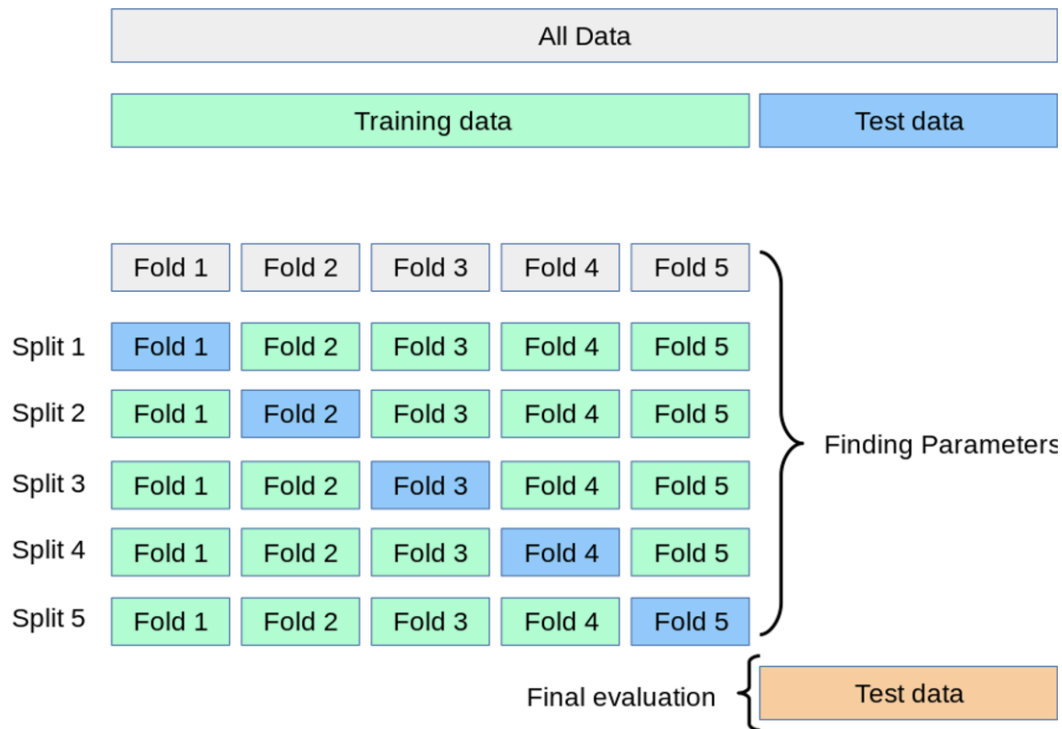 All Data
Training data Test data
Fold 1 Fold 2 Fold 3 Fold 4 Fold 5
Split 1 Fold 1 Fold 2 Fold 3 Fold 4 Fold 5
Split 2 Fold 1 Fold 2 Fold 3 Fold 4 Fold 5
Finding Parameters
Split 3 Fold 1 Fold 2 Fold 3 Fold 4 Fold 5
Split 4 Fold 1 Fold 2 Fold 3 Fold 4 Fold 5
Split 5 Fold 1 Fold 2 Fold 3 Fold 4 Fold 5
Final evaluation Test data